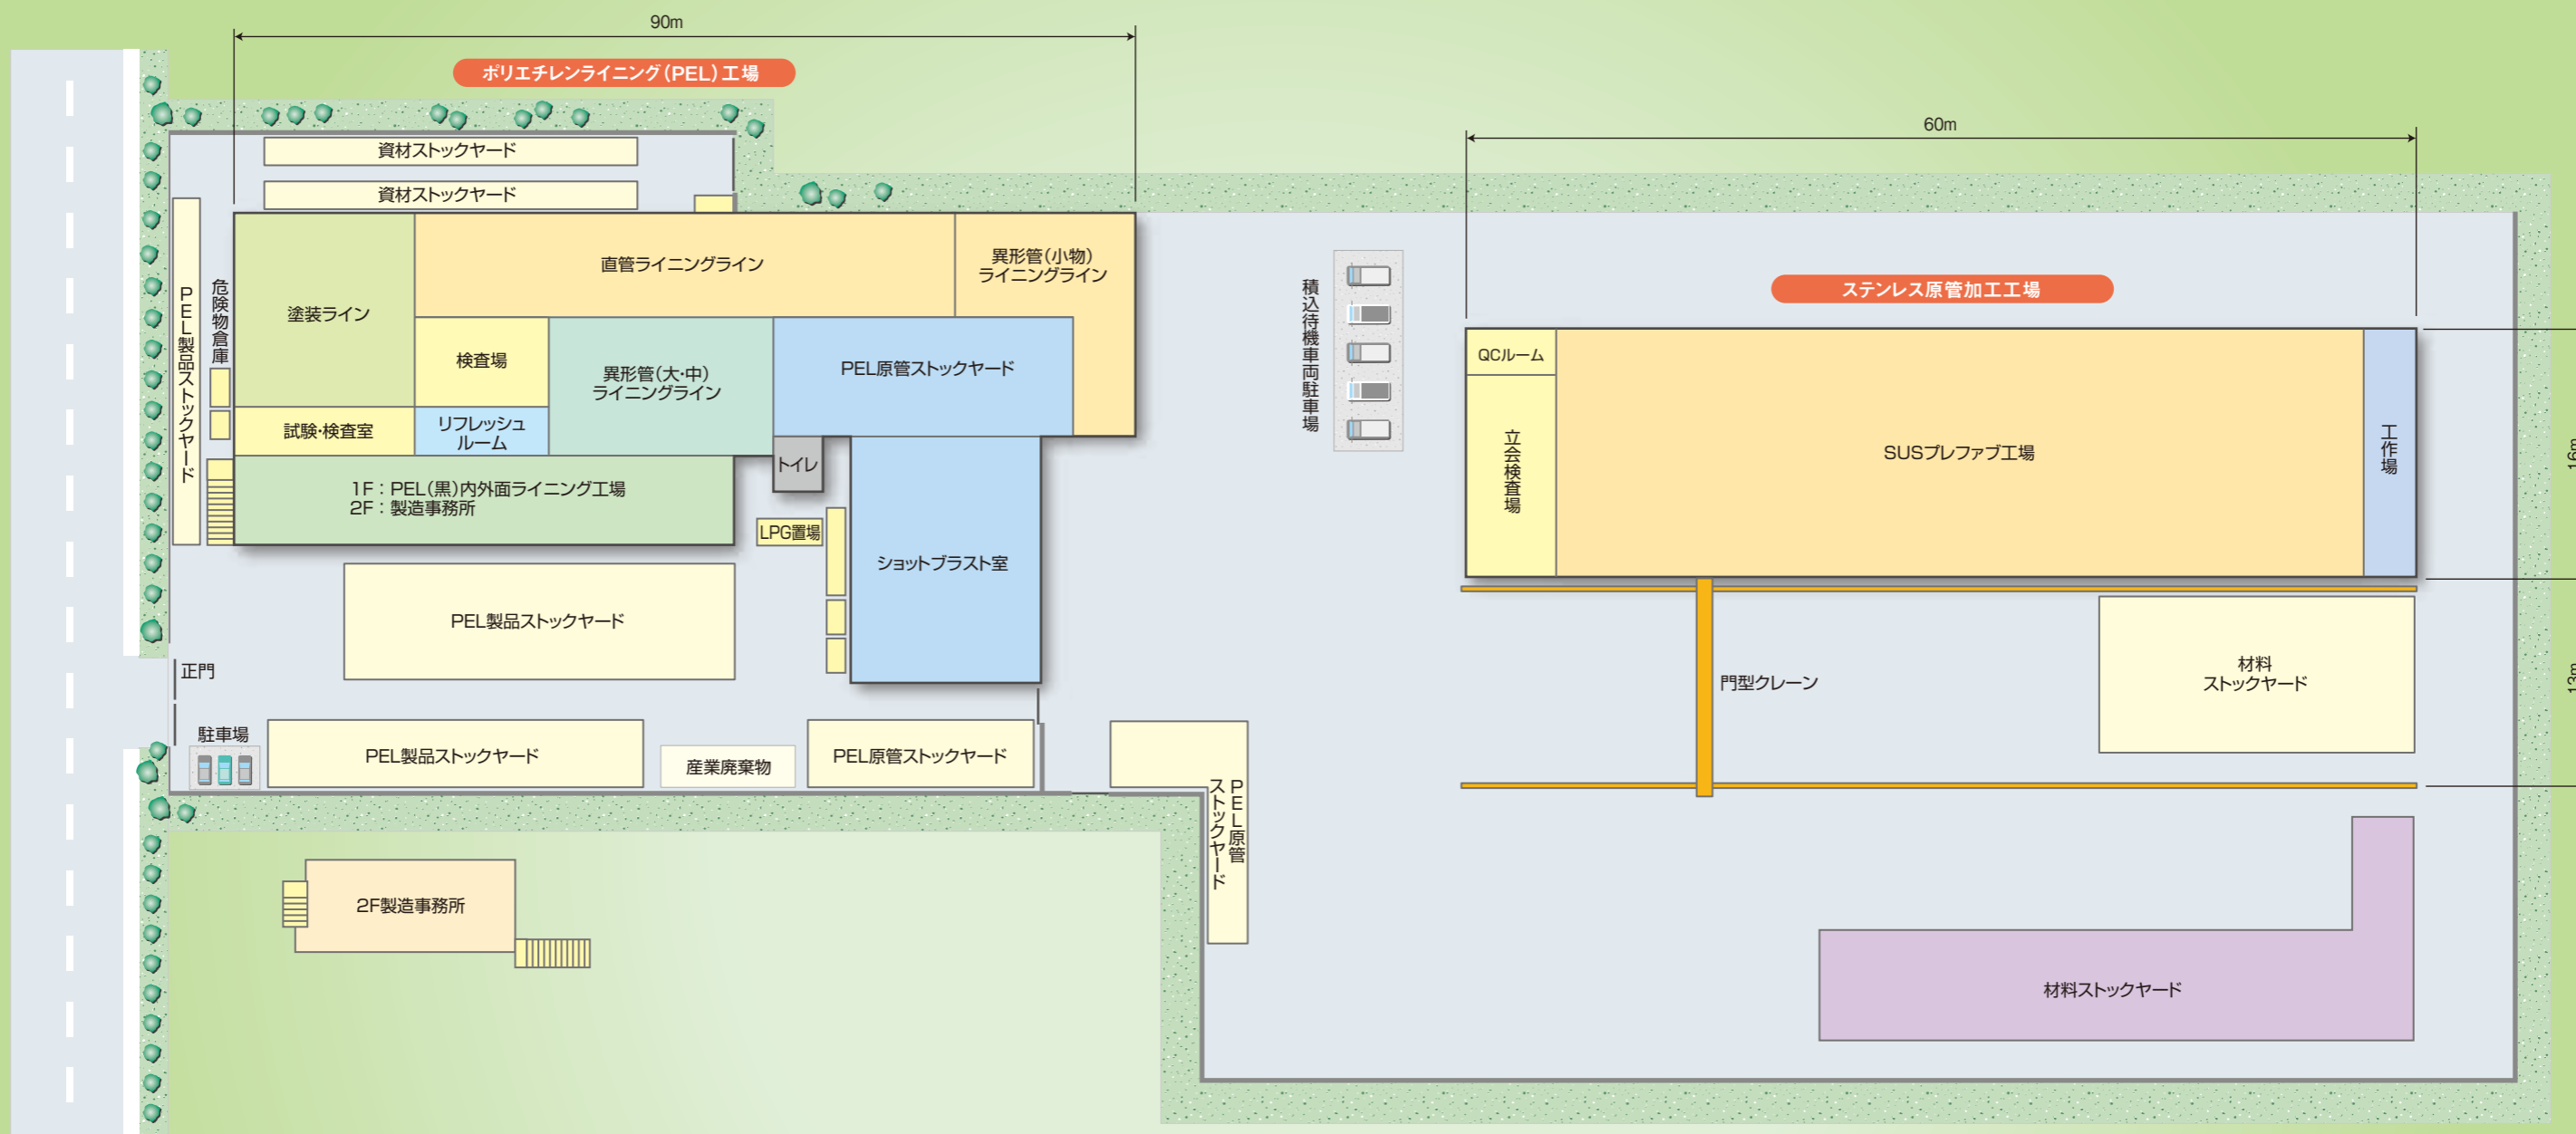 90m
ポリエチレンライニング（PEL）工場
60m
資材ストックヤード
資材ストックヤード
PEL製品ストックヤード
危険物倉庫
塗装ライン
直管ライニングライン
異形管（小物）
ライニングライン
検査場
異形管（大・中）
ライニングライン
PEL原管ストックヤード
試験・検査室
リフレッシュ
ルーム
トイレ
1F：PEL（黒）内外面ライニング工場
2F：製造事務所
LPG置場
ショットブラスト室
PEL製品ストックヤード
正門
駐車場
PEL製品ストックヤード
産業廃棄物
PEL原管ストックヤード
PEL原管
ストックヤード
2F製造事務所
積込待機車両駐車場
ステンレス原管加工工場
QCルーム
立会検査場
SUSプレファブ工場
工作場
16m
門型クレーン
材料
ストックヤード
13m
材料ストックヤード